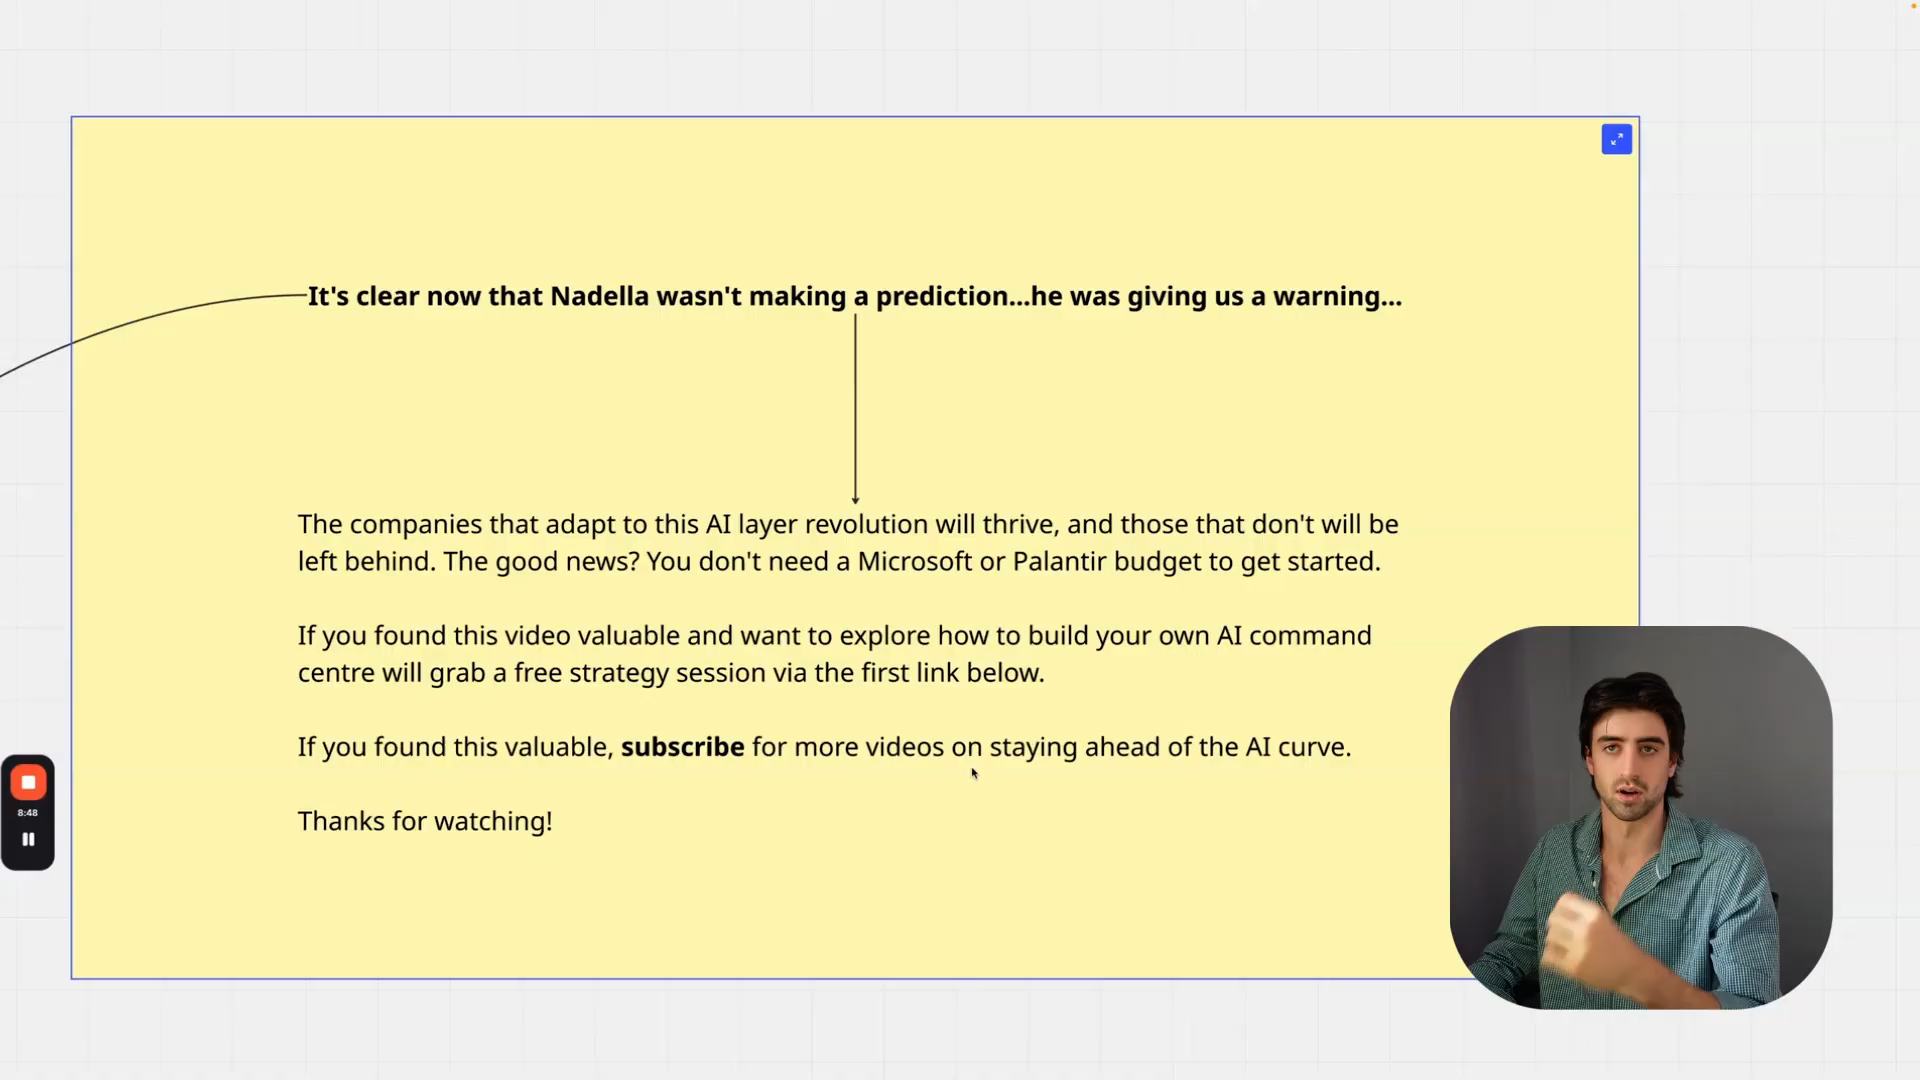 It's clear now that Nadella wasn't making a prediction...he was giving us a warning...
The companies that adapt to this AI layer revolution will thrive, and those that don't will be
left behind. The good news? You don't need a Microsoft or Palantir budget to get started.
If you found this video valuable and want to explore how to build your own AI command
centre will grab a free strategy session via the first link below.
If you found this valuable, subscribe for more videos on staying ahead of the AI curve.
Thanks for watching!
8:48